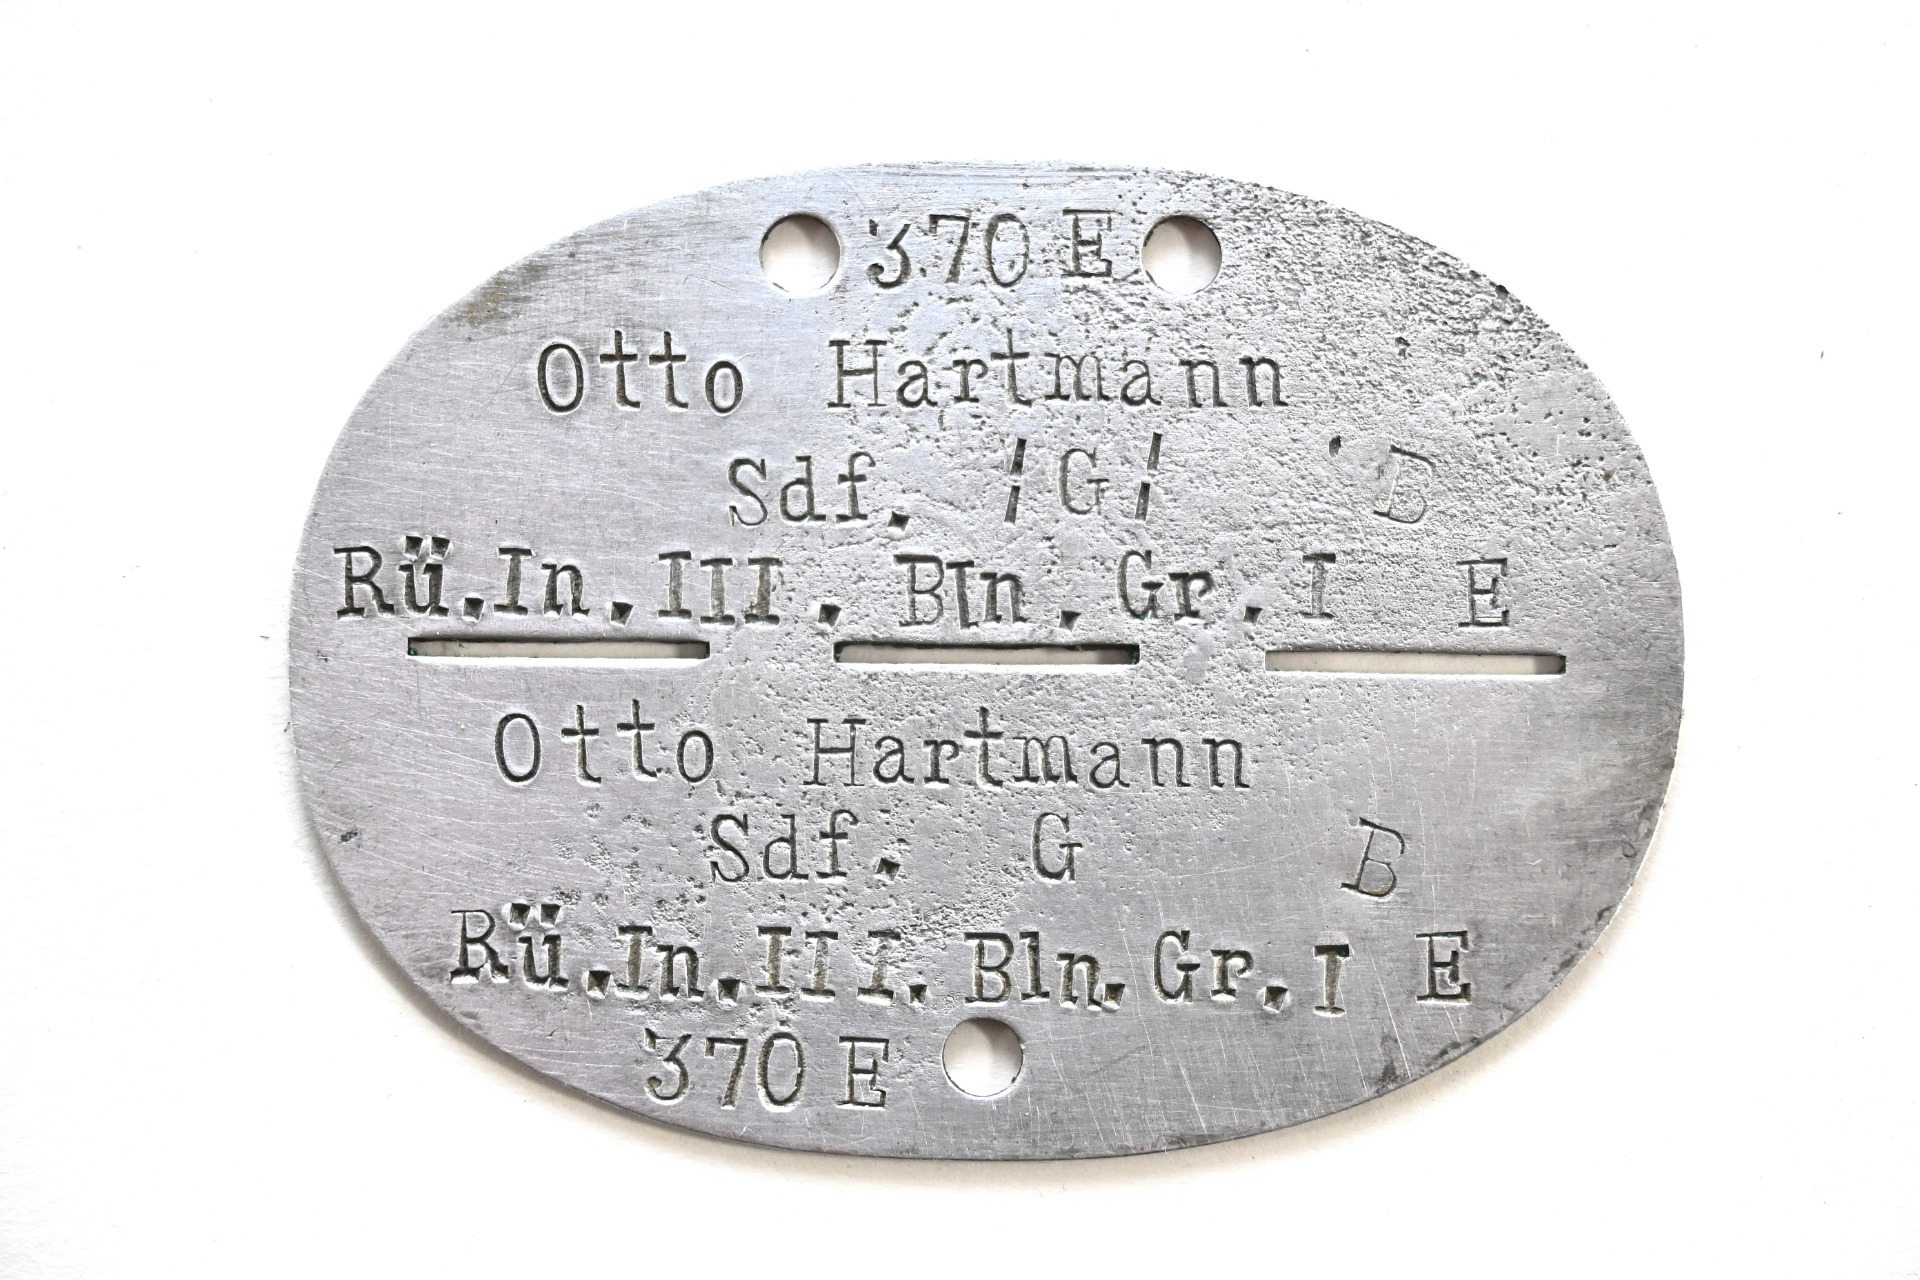 370 E
Otto Hartmann
Sdf. /G/ B
Rü.In.III. Bln. Gr. I E
Otto Hartmann
Sdf. G B
Rü.In.III.Bln.Gr.I E
370 E